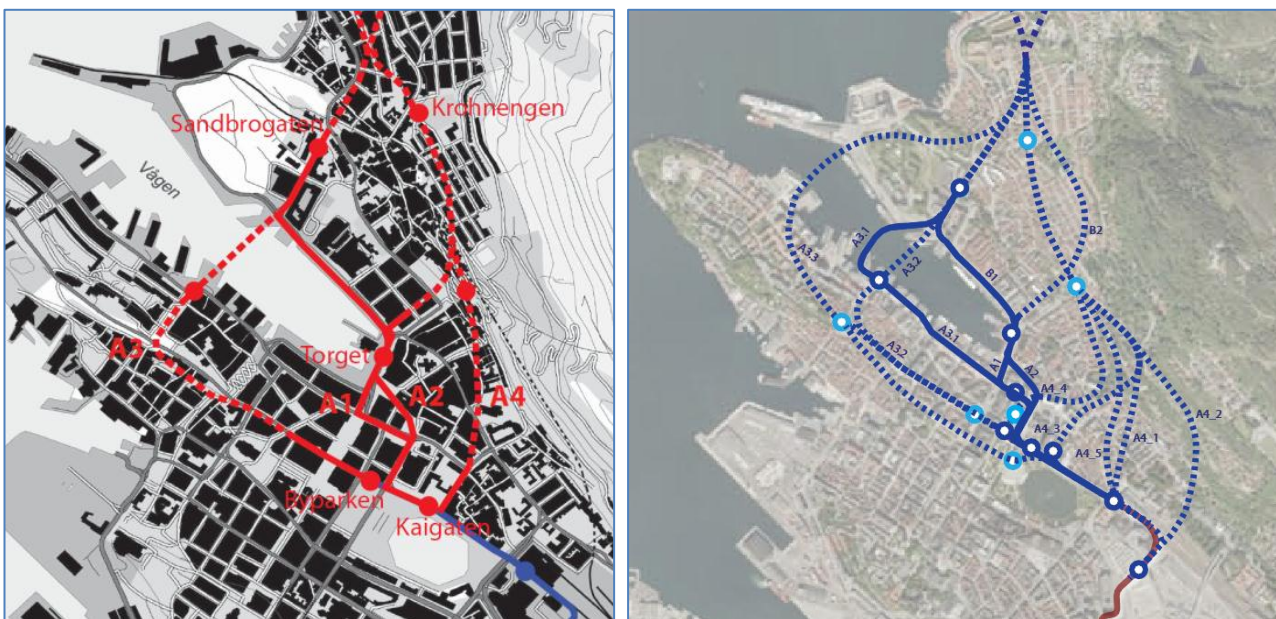 Krohnengen
Sandbrogaten
Vågen
Torget
A3
A1
A2
A4
Byparken
Kaigaten
A3.3
A3.1
A3.2
B2
B1
A3.1
A3.2
A1
A2
A4_4
A4_3
A4_5
A4_1
A4_2